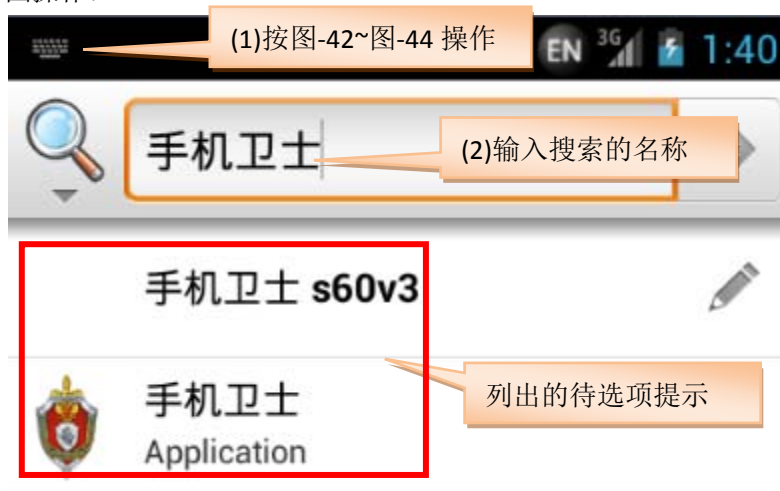 (1)按图-42~图-44 操作
EN 3G 1:40
手机卫士
(2)输入搜索的名称
手机卫士 s60v3
手机卫士
Application
列出的待选项提示